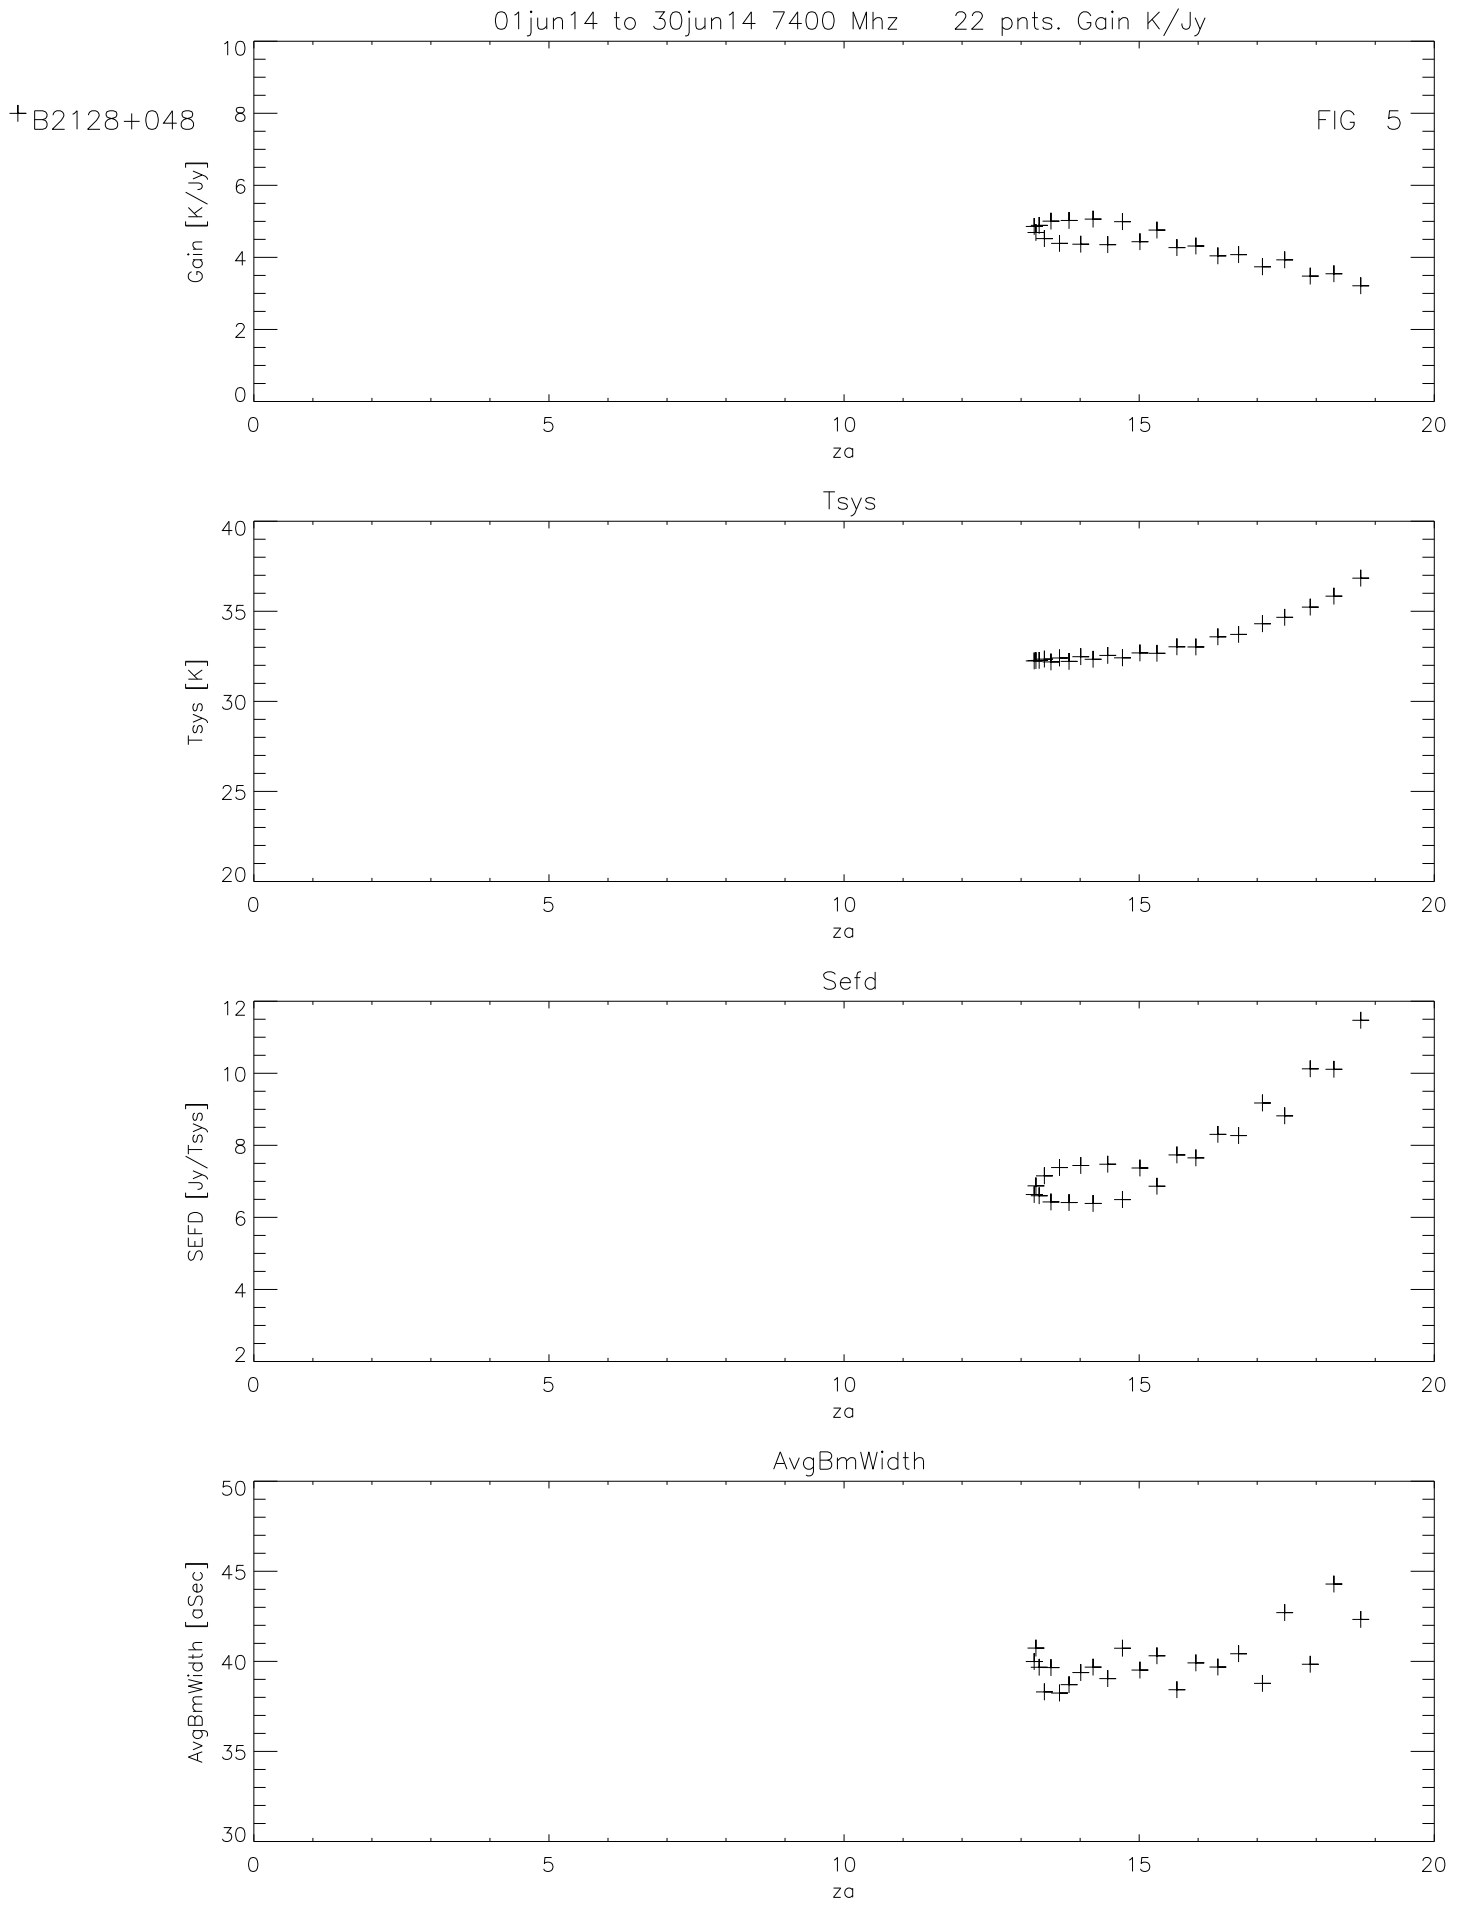 01jun14 to 30jun14 7400 Mhz 22 pnts. Gain K/Jy
+B2128+048
FIG 5
Gain [K/Jy]
10
8
6
4
2
0
0 5 10 15 20
za
Tsys
Tsys [K]
40
35
30
25
20
0 5 10 15 20
za
Sefd
SEFD [Jy/Tsys]
12
10
8
6
4
2
0 5 10 15 20
za
AvgBmWidth
AvgBmWidth [aSec]
50
45
40
35
30
0 5 10 15 20
za